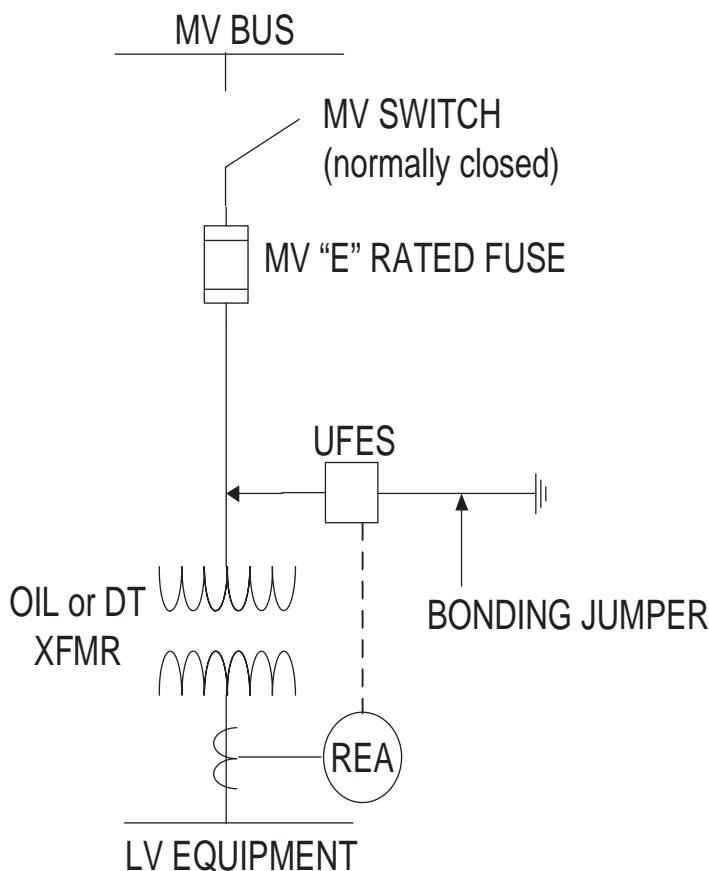 MV BUS
MV SWITCH
(normally closed)
MV “E” RATED FUSE
UFES
OIL or DT
XFMR
BONDING JUMPER
REA
LV EQUIPMENT